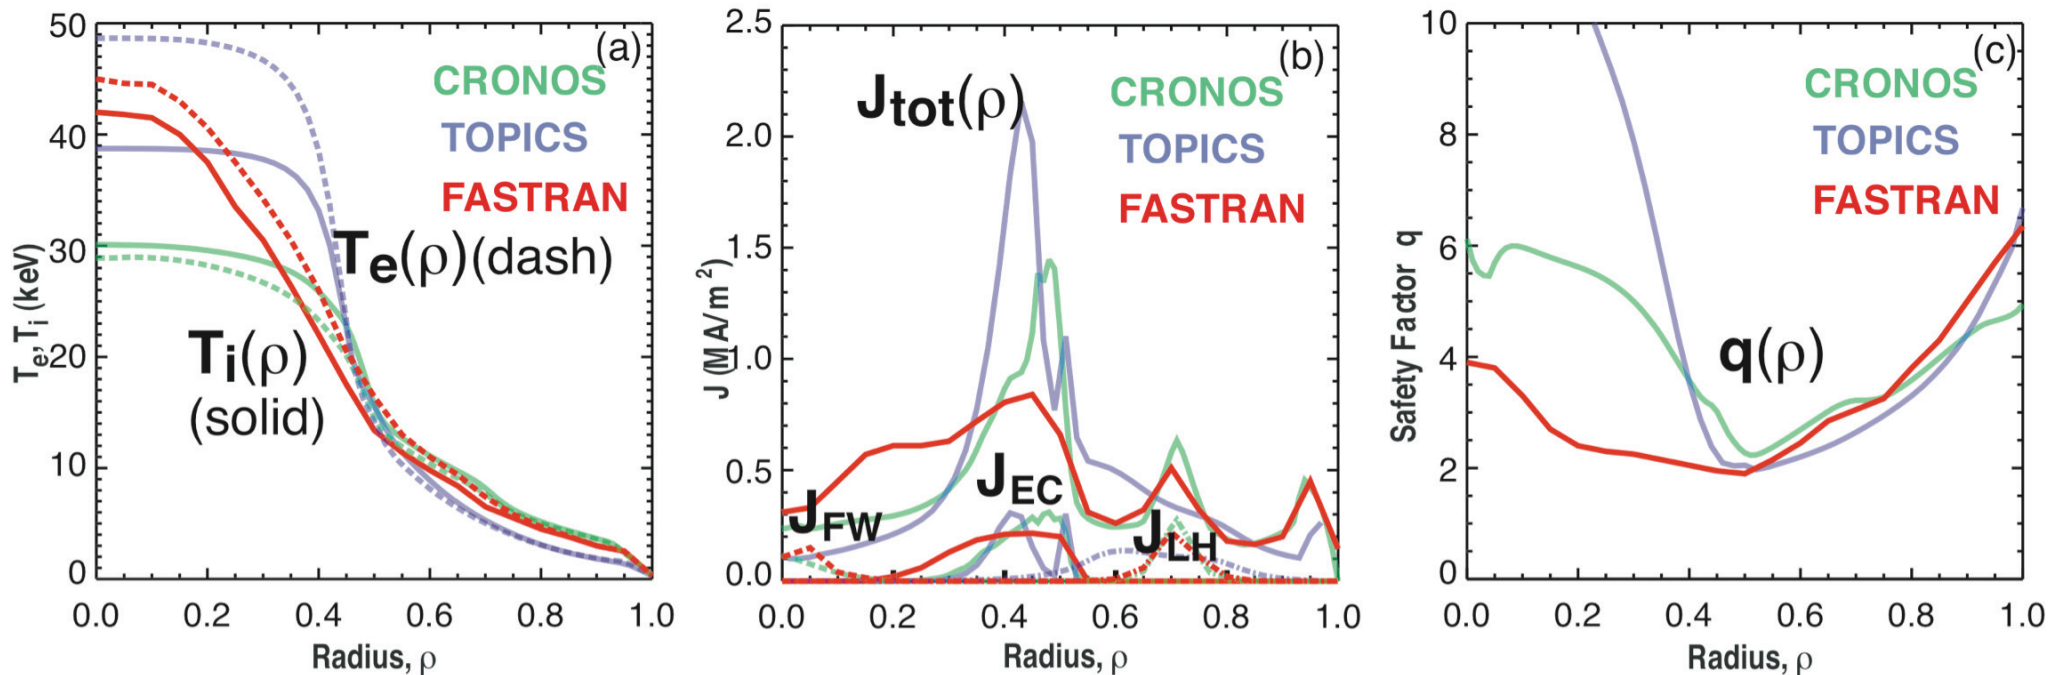 (a)
CRONOS
TOPICS
FASTRAN
Te(ρ)(dash)
Ti(ρ)
(solid)
Te,Ti (keV)
50
40
30
20
10
0
0.0 0.2 0.4 0.6 0.8 1.0
Radius, ρ
(b)
Jtot(ρ)
CRONOS
TOPICS
FASTRAN
JEC
JFW
JLH
J (MA/m²)
2.5
2.0
1.5
1.0
0.5
0.0
0.0 0.2 0.4 0.6 0.8 1.0
Radius, ρ
(c)
CRONOS
TOPICS
FASTRAN
q(ρ)
Safety Factor q
10
8
6
4
2
0
0.0 0.2 0.4 0.6 0.8 1.0
Radius, ρ